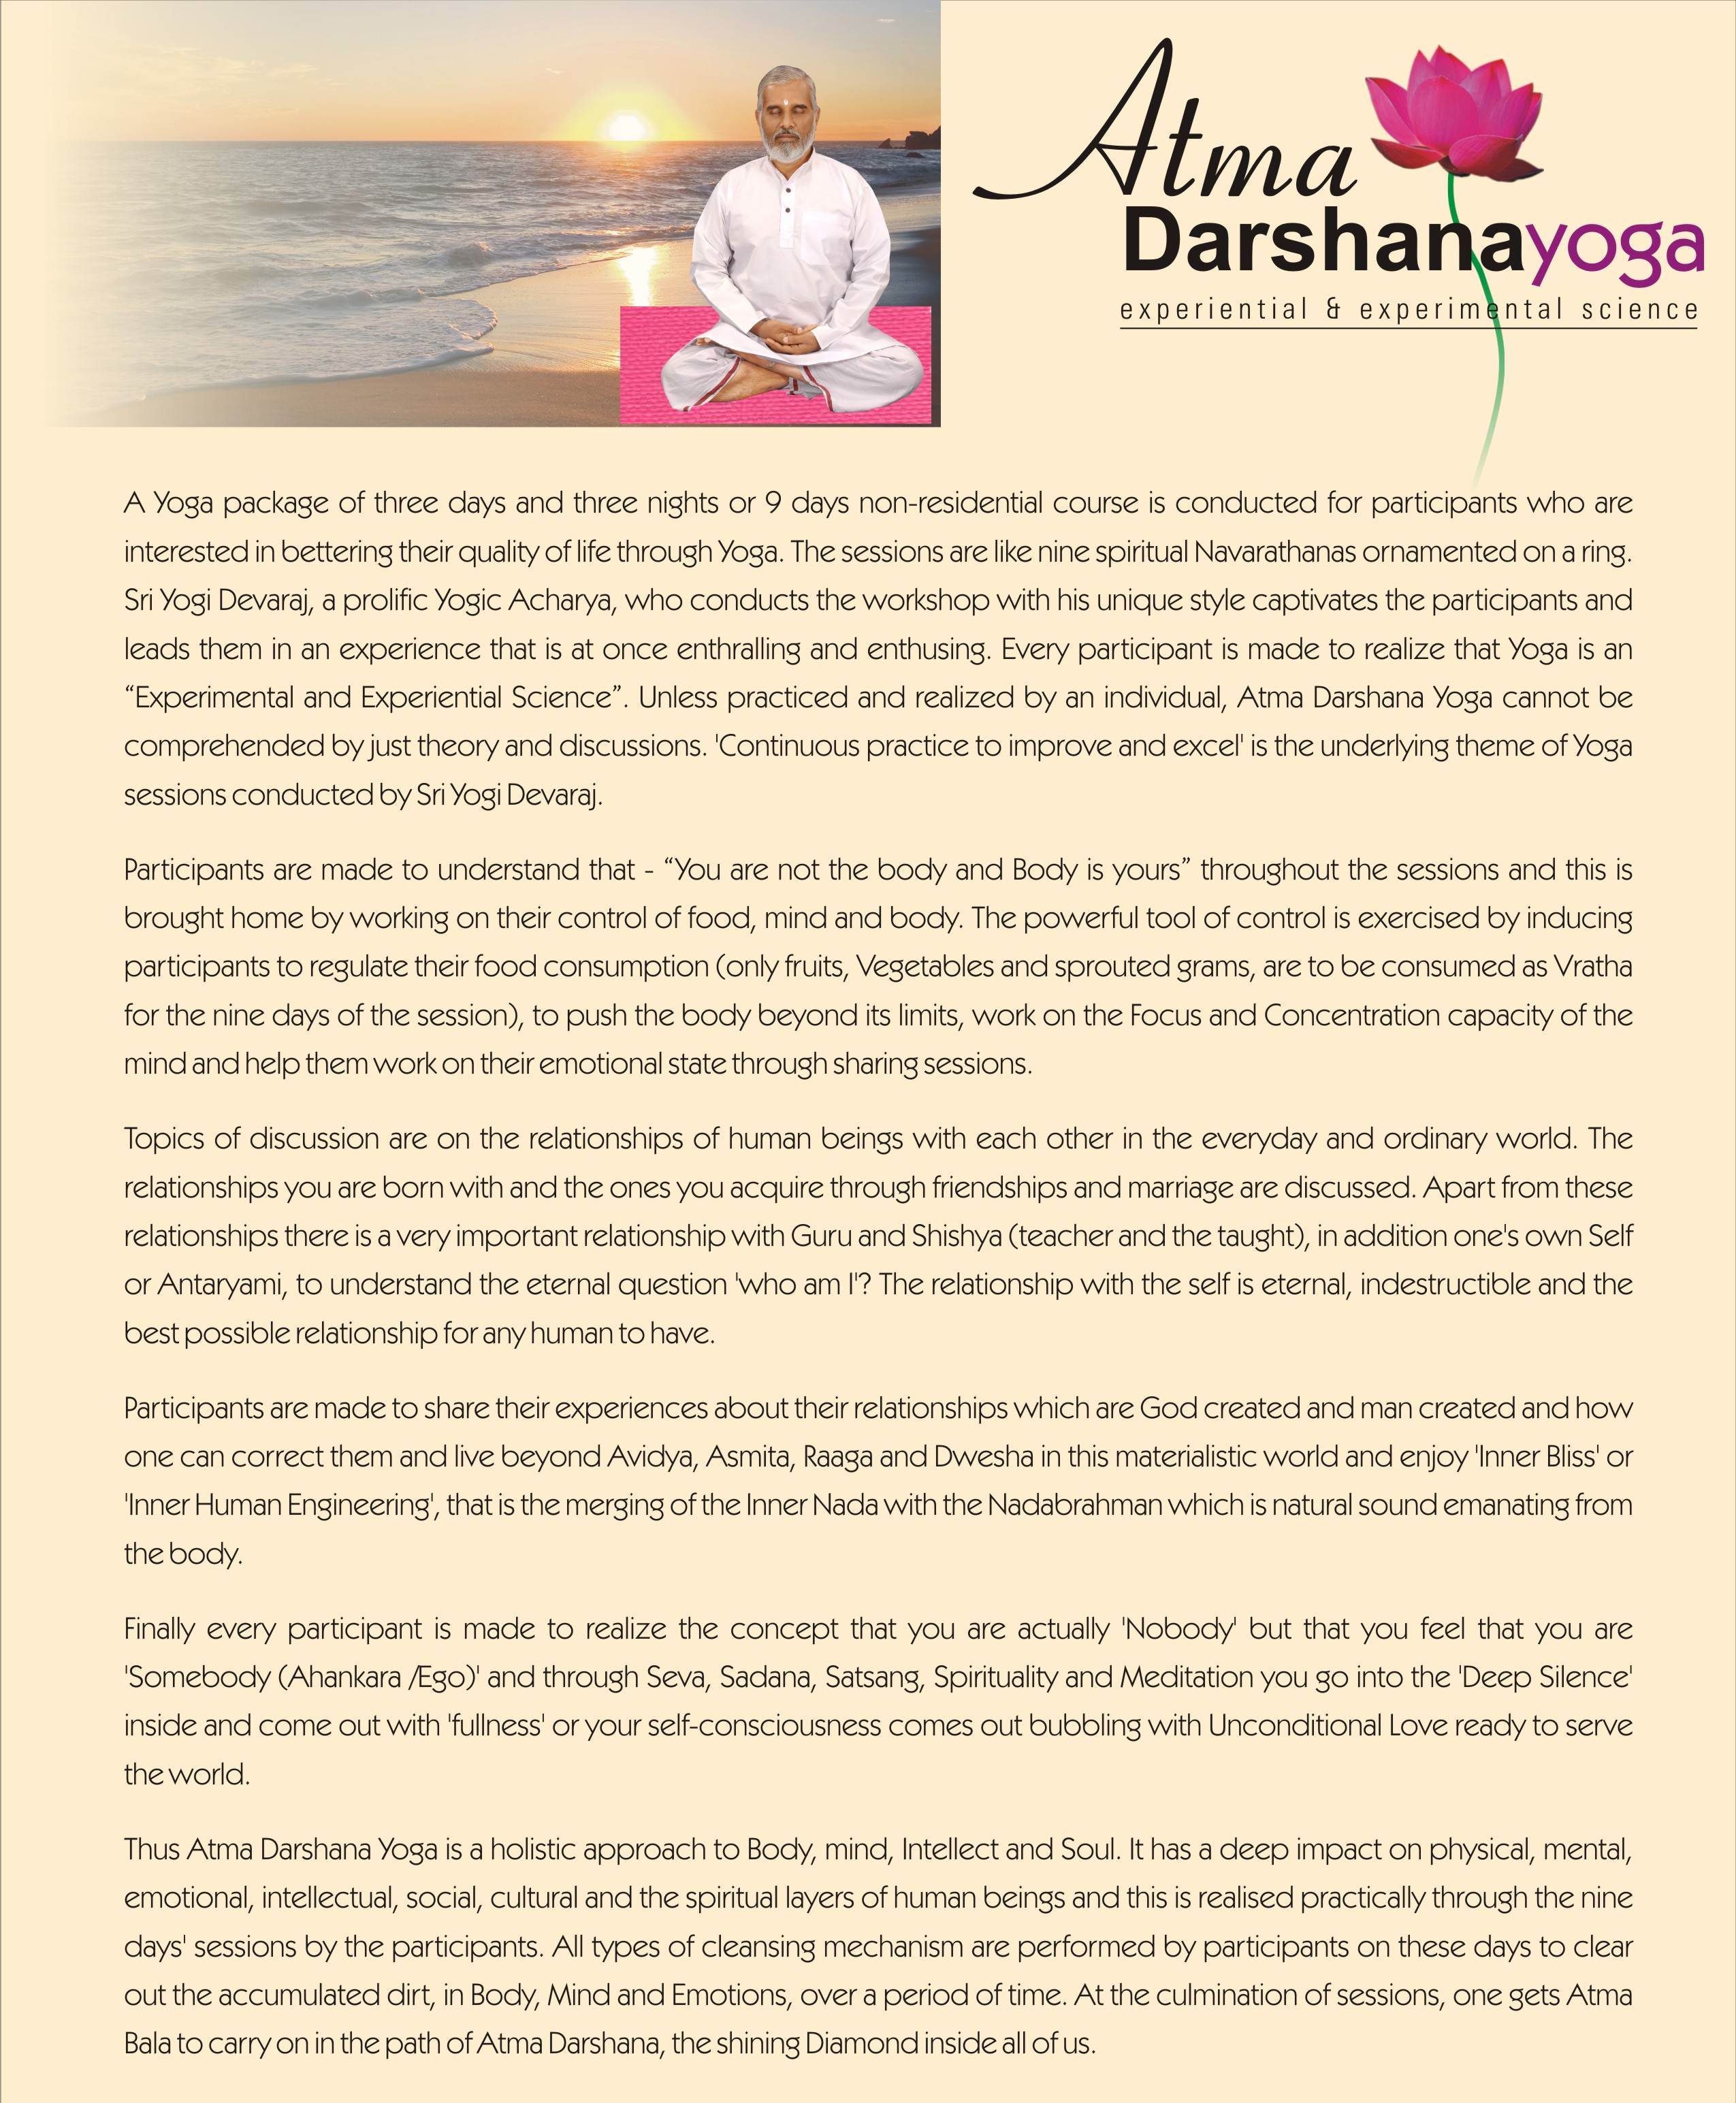 Atma
Darshanayoga
experiential & experimental science
A Yoga package of three days and three nights or 9 days non-residential course is conducted for participants who are
interested in bettering their quality of life through Yoga. The sessions are like nine spiritual Navarathanas ornamented on a ring.
Sri Yogi Devaraj, a prolific Yogic Acharya, who conducts the workshop with his unique style captivates the participants and
leads them in an experience that is at once enthralling and enthusing. Every participant is made to realize that Yoga is an
“Experimental and Experiential Science”. Unless practiced and realized by an individual, Atma Darshana Yoga cannot be
comprehended by just theory and discussions. 'Continuous practice to improve and excel' is the underlying theme of Yoga
sessions conducted by Sri Yogi Devaraj.
Participants are made to understand that - “You are not the body and Body is yours” throughout the sessions and this is
brought home by working on their control of food, mind and body. The powerful tool of control is exercised by inducing
participants to regulate their food consumption (only fruits, Vegetables and sprouted grams, are to be consumed as Vratha
for the nine days of the session), to push the body beyond its limits, work on the Focus and Concentration capacity of the
mind and help them work on their emotional state through sharing sessions.
Topics of discussion are on the relationships of human beings with each other in the everyday and ordinary world. The
relationships you are born with and the ones you acquire through friendships and marriage are discussed. Apart from these
relationships there is a very important relationship with Guru and Shishya (teacher and the taught), in addition one's own Self
or Antaryami, to understand the eternal question 'who am I'? The relationship with the self is eternal, indestructible and the
best possible relationship for any human to have.
Participants are made to share their experiences about their relationships which are God created and man created and how
one can correct them and live beyond Avidya, Asmita, Raaga and Dwesha in this materialistic world and enjoy 'Inner Bliss' or
'Inner Human Engineering', that is the merging of the Inner Nada with the Nadabrahman which is natural sound emanating from
the body.
Finally every participant is made to realize the concept that you are actually 'Nobody' but that you feel that you are
'Somebody (Ahankara /Ego)' and through Seva, Sadana, Satsang, Spirituality and Meditation you go into the 'Deep Silence'
inside and come out with 'fullness' or your self-consciousness comes out bubbling with Unconditional Love ready to serve
the world.
Thus Atma Darshana Yoga is a holistic approach to Body, mind, Intellect and Soul. It has a deep impact on physical, mental,
emotional, intellectual, social, cultural and the spiritual layers of human beings and this is realised practically through the nine
days' sessions by the participants. All types of cleansing mechanism are performed by participants on these days to clear
out the accumulated dirt, in Body, Mind and Emotions, over a period of time. At the culmination of sessions, one gets Atma
Bala to carry on in the path of Atma Darshana, the shining Diamond inside all of us.